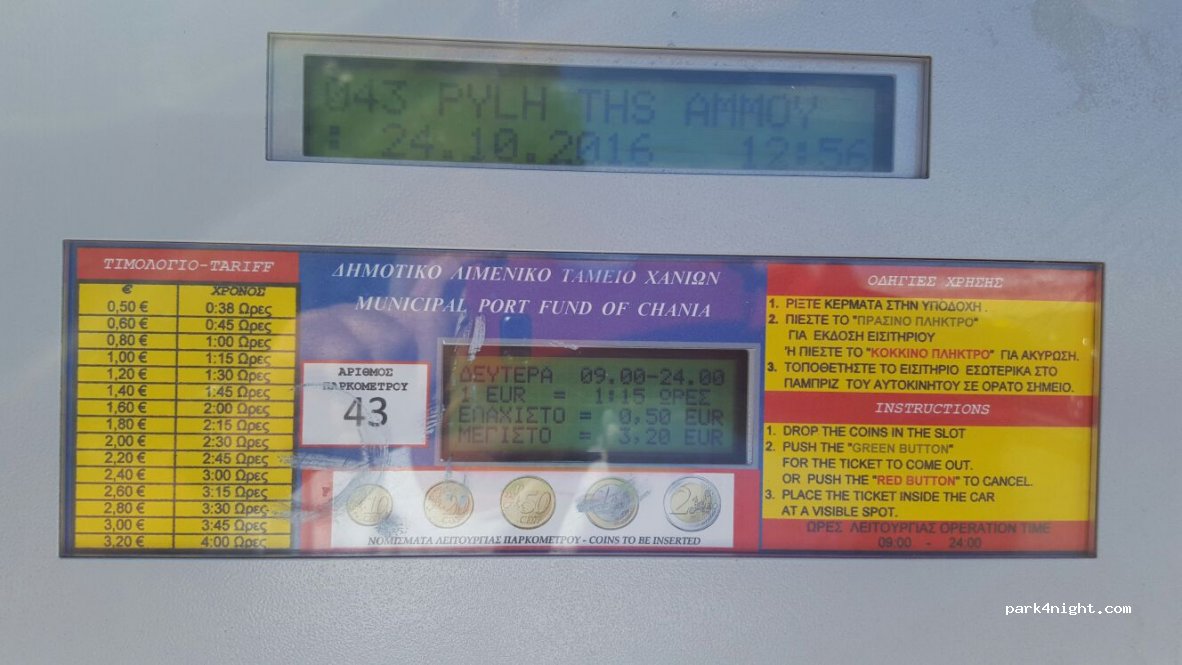 043 PYLH THS AMMOY
: 24.10.2016 12:56
ΤΙΜΟΛΟΓΙΟ-TARIFF
€ ΧΡΟΝΟΣ
0,50 € 0:38 Ωρες
0,60 € 0:45 Ωρες
0,80 € 1:00 Ωρες
1,00 € 1:15 Ωρες
1,20 € 1:30 Ωρες
1,40 € 1:45 Ωρες
1,60 € 2:00 Ωρες
1,80 € 2:15 Ωρες
2,00 € 2:30 Ωρες
2,20 € 2:45 Ωρες
2,40 € 3:00 Ωρες
2,60 € 3:15 Ωρες
2,80 € 3:30 Ωρες
3,00 € 3:45 Ωρες
3,20 € 4:00 Ωρες
ΔΗΜΟΤΙΚΟ ΛΙΜΕΝΙΚΟ ΤΑΜΕΙΟ ΧΑΝΙΩΝ
MUNICIPAL PORT FUND OF CHANIA
ΑΡΙΘΜΟΣ
ΠΑΡΚΟΜΕΤΡΟΥ
43
ΔΕΥΤΕΡΑ 09.00-24.00
1 EUR = 1:15 ΩΡΕΣ
ΕΛΑΧΙΣΤΟ = 0,50 EUR
ΜΕΓΙΣΤΟ = 3,20 EUR
10
20
50
1
2
ΝΟΜΙΣΜΑΤΑ ΛΕΙΤΟΥΡΓΙΑΣ ΠΑΡΚΟΜΕΤΡΟΥ - COINS TO BE INSERTED
ΟΔΗΓΙΕΣ ΧΡΗΣΗΣ
1. ΡΙΞΤΕ ΚΕΡΜΑΤΑ ΣΤΗΝ ΥΠΟΔΟΧΗ .
2. ΠΙΕΣΤΕ ΤΟ "ΠΡΑΣΙΝΟ ΠΛΗΚΤΡΟ"
ΓΙΑ ΕΚΔΟΣΗ ΕΙΣΙΤΗΡΙΟΥ
Ή ΠΙΕΣΤΕ ΤΟ "ΚΟΚΚΙΝΟ ΠΛΗΚΤΡΟ" ΓΙΑ ΑΚΥΡΩΣΗ.
3. ΤΟΠΟΘΕΤΗΣΤΕ ΤΟ ΕΙΣΙΤΗΡΙΟ ΕΣΩΤΕΡΙΚΑ ΣΤΟ
ΠΑΜΠΡΙΖ ΤΟΥ ΑΥΤΟΚΙΝΗΤΟΥ ΣΕ ΟΡΑΤΟ ΣΗΜΕΙΟ.
INSTRUCTIONS
1. DROP THE COINS IN THE SLOT
2. PUSH THE "GREEN BUTTON"
FOR THE TICKET TO COME OUT.
OR PUSH THE "RED BUTTON" TO CANCEL.
3. PLACE THE TICKET INSIDE THE CAR
AT A VISIBLE SPOT.
ΩΡΕΣ ΛΕΙΤΟΥΡΓΙΑΣ OPERATION TIME
09:00 - 24:00
park4night.com